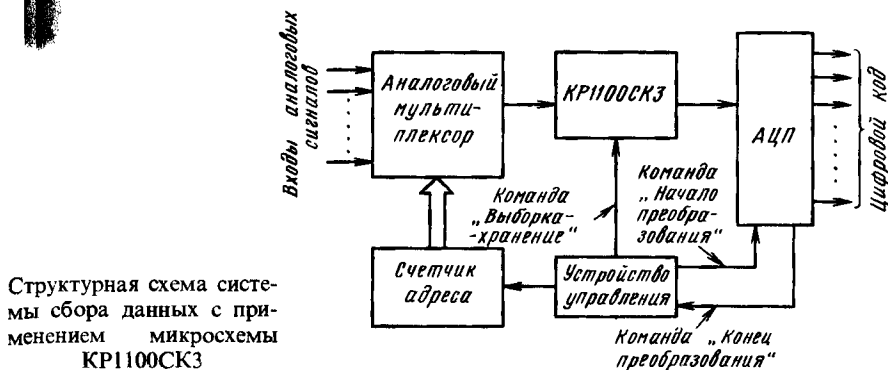 Входы аналоговых
сигналов
Аналоговый
мульти-
плексор
КР1100СК3
АЦП
Цифровой код
Команда
„Выборка-
-хранение“
Команда
„Начало
преобра-
зования“
Счетчик
адреса
Устройство
управления
Команда „Конец
преобразования“
Структурная схема систе-
мы сбора данных с при-
менением микросхемы
КР1100СК3